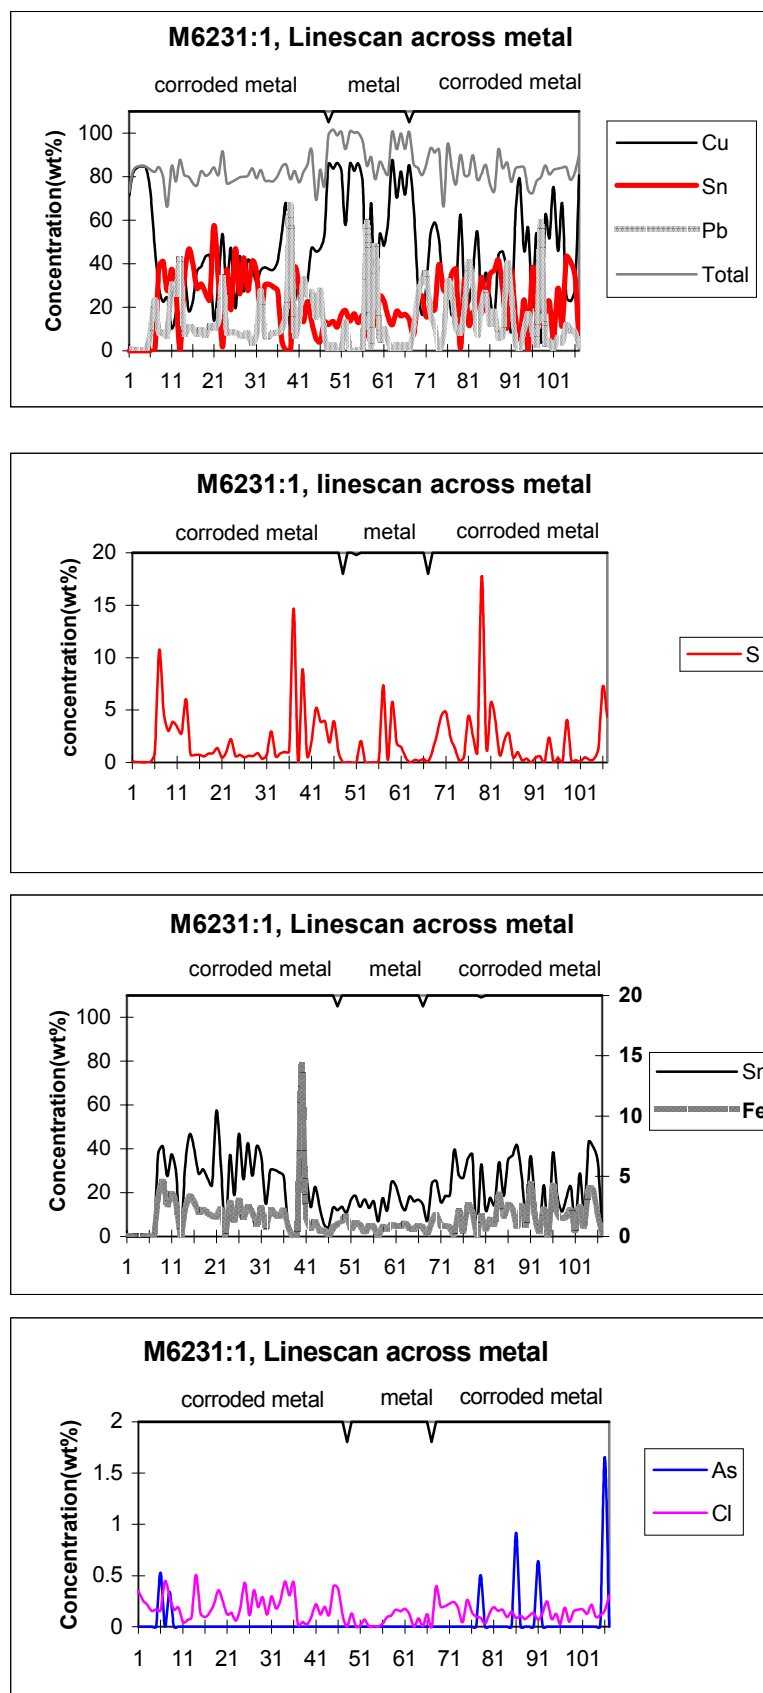 M6231:1, Linescan across metal
corroded metal metal corroded metal
Concentration(wt%)
100
80
60
40
20
0
1 11 21 31 41 51 61 71 81 91 101
Cu
Sn
Pb
Total
M6231:1, linescan across metal
corroded metal metal corroded metal
concentration(wt%)
20
15
10
5
0
1 11 21 31 41 51 61 71 81 91 101
S
M6231:1, Linescan across metal
corroded metal metal corroded metal
Concentration(wt%)
100
80
60
40
20
0
20
15
10
5
0
1 11 21 31 41 51 61 71 81 91 101
Sn
Fe
M6231:1, Linescan across metal
corroded metal metal corroded metal
Concentration(wt%)
2
1.5
1
0.5
0
1 11 21 31 41 51 61 71 81 91 101
As
Cl